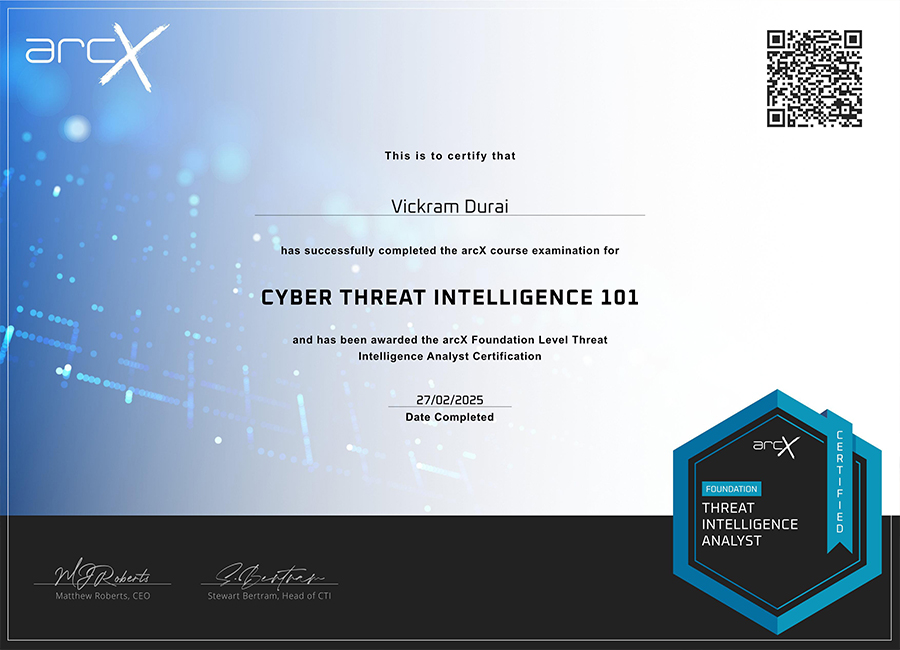 arcX
This is to certify that
Vickram Durai
has successfully completed the arcX course examination for
CYBER THREAT INTELLIGENCE 101
and has been awarded the arcX Foundation Level Threat
Intelligence Analyst Certification
27/02/2025
Date Completed
arcX
FOUNDATION
THREAT
INTELLIGENCE
ANALYST
CERTIFIED
MJRoberts
S.Bertram
Matthew Roberts, CEO
Stewart Bertram, Head of CTI